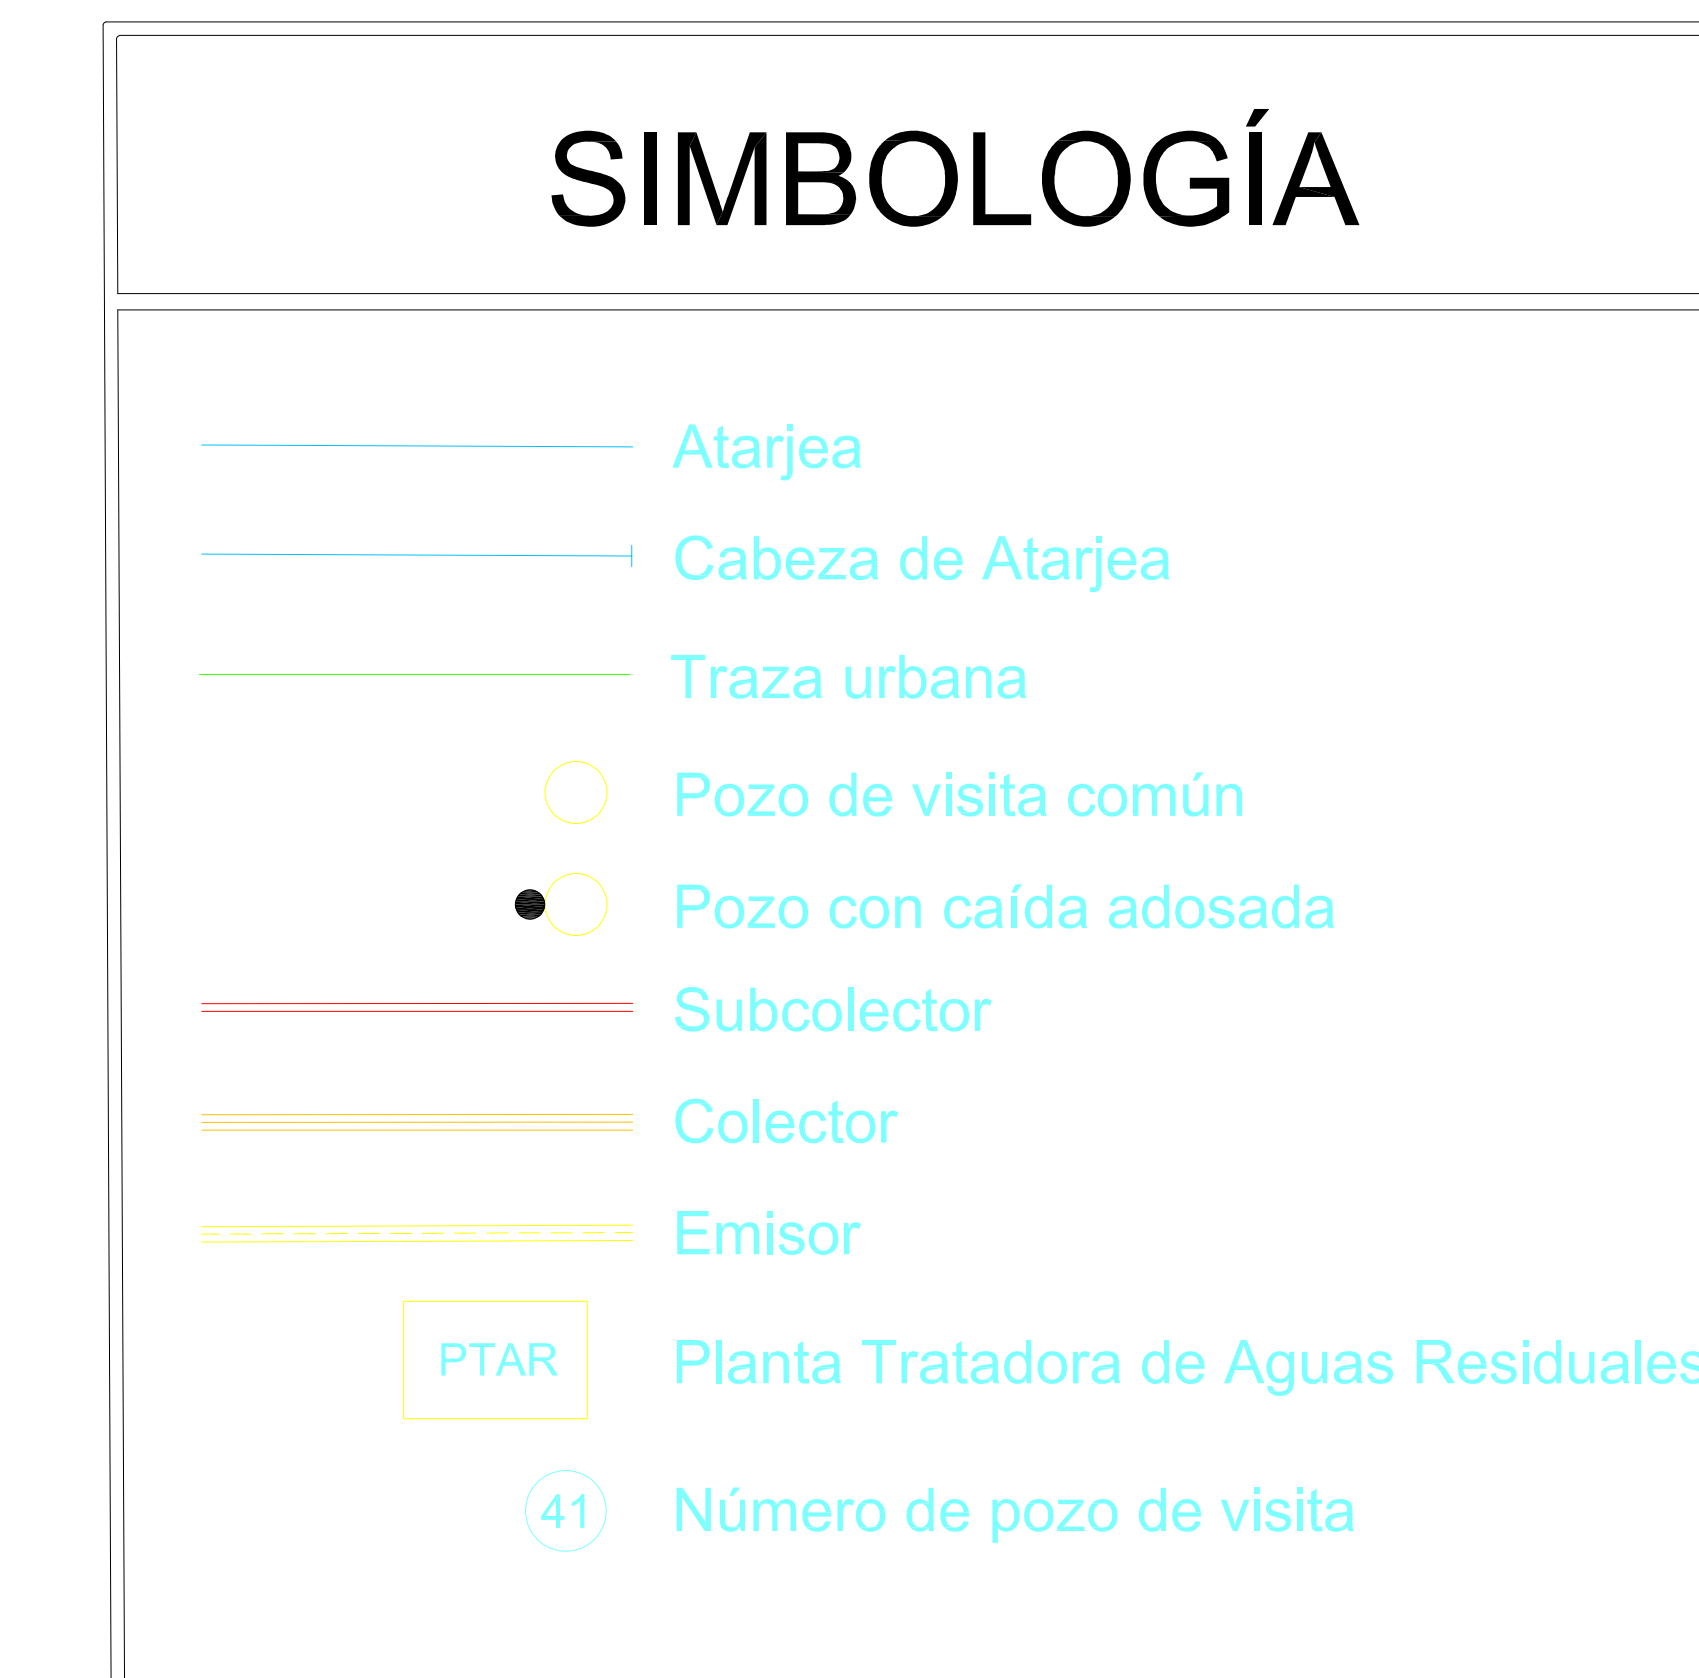 SIMBOLOGÍA
Atarjea
Cabeza de Atarjea
Traza urbana
Pozo de visita común
Pozo con caída adosada
Subcolector
Colector
Emisor
PTAR Planta Tratadora de Aguas Residuales
41 Número de pozo de visita